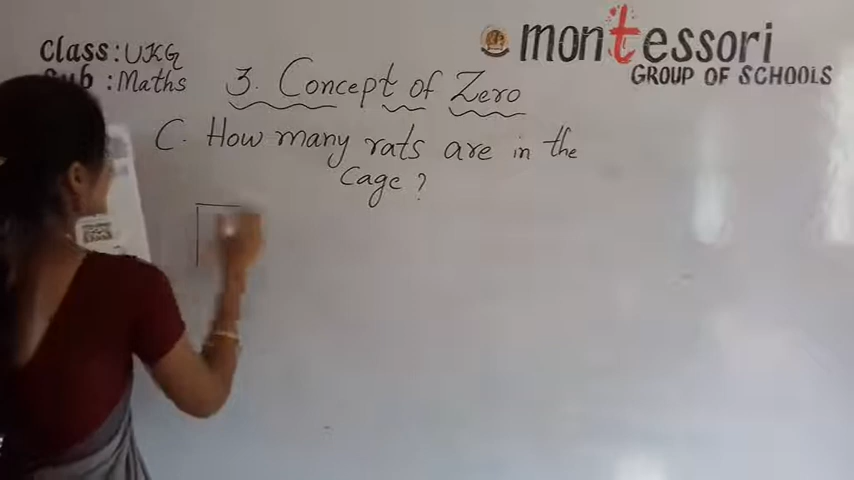 Class: UKG
Sub : Maths
montessori
GROUP OF SCHOOLS
3. Concept of Zero
C. How many rats are in the
Cage ?